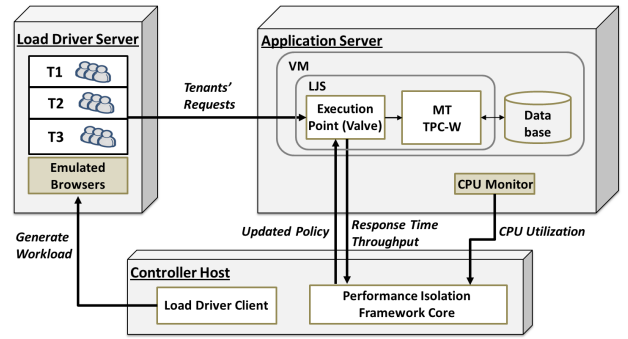 Load Driver Server
T1
T2
T3
Emulated
Browsers
Tenants'
Requests
Application Server
VM
LJS
Execution
Point (Valve)
MT
TPC-W
Data
base
CPU Monitor
Generate
Workload
Updated Policy
Response Time
Throughput
CPU Utilization
Controller Host
Load Driver Client
Performance Isolation
Framework Core